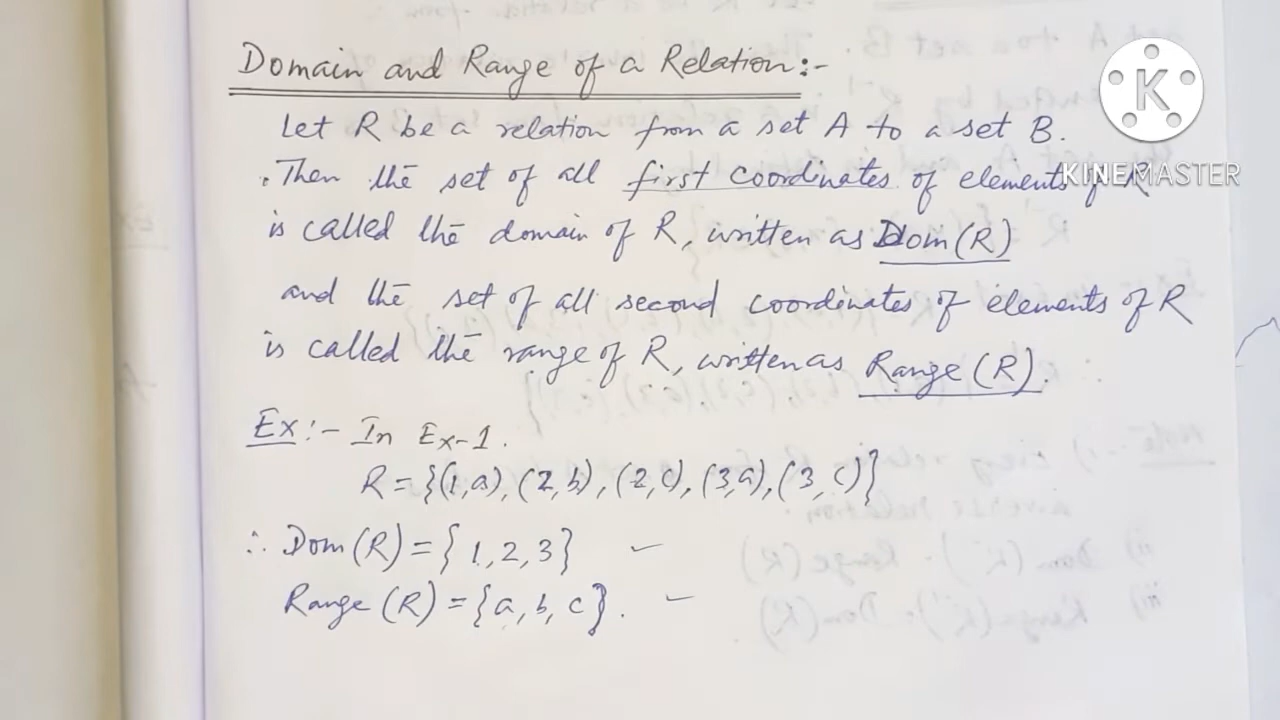 Domain and Range of a Relation:-
Let R be a relation from a set A to a set B.
Then the set of all first coordinates of elements of R
is called the domain of R, written as Dom(R)
and the set of all second coordinates of elements of R
is called the range of R, written as Range (R).
Ex:- In Ex-1.
R = {(1,a), (2,b), (2,c), (3,a), (3,c)}
∴ Dom(R) = {1,2,3}
Range (R) = {a, b, c}.
K
KINEMASTER